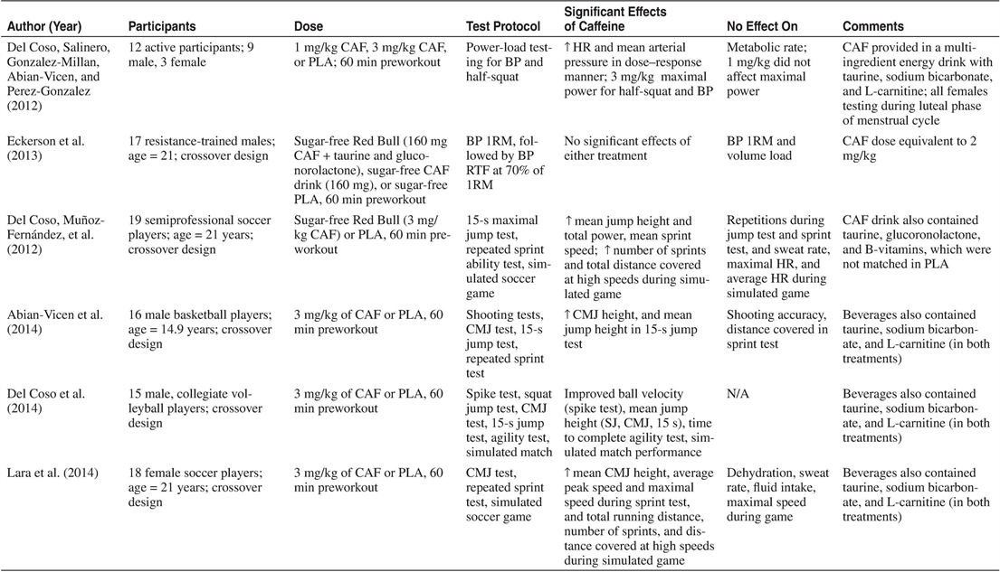 Author (Year)
Participants
Dose
Test Protocol
Significant Effects
of Caffeine
No Effect On
Comments
Del Coso, Salinero,
Gonzalez-Millan,
Abian-Vicen, and
Perez-Gonzalez
(2012)
12 active participants; 9
male, 3 female
1 mg/kg CAF, 3 mg/kg CAF,
or PLA; 60 min preworkout
Power-load test-
ing for BP and
half-squat
↑HR and mean arterial
pressure in dose–response
manner; 3 mg/kg maximal
power for half-squat and BP
Metabolic rate;
1 mg/kg did not
affect maximal
power
CAF provided in a multi-
ingredient energy drink with
taurine, sodium bicarbonate,
and L-carnitine; all females
testing during luteal phase
of menstrual cycle
Eckerson et al.
(2013)
17 resistance-trained males;
age = 21; crossover design
Sugar-free Red Bull (160 mg
CAF + taurine and gluco-
norolactone), sugar-free CAF
drink (160 mg), or sugar-free
PLA, 60 min preworkout
BP 1RM, fol-
lowed by BP
RTF at 70% of
1RM
No significant effects of
either treatment
BP 1RM and
volume load
CAF dose equivalent to 2
mg/kg
Del Coso, Muñoz-
Fernández, et al.
(2012)
19 semiprofessional soccer
players; age = 21 years;
crossover design
Sugar-free Red Bull (3 mg/
kg CAF) or PLA, 60 min pre-
workout
15-s maximal
jump test,
repeated sprint
ability test, sim-
ulated soccer
game
↑ mean jump height and
total power, mean sprint
speed; ↑ number of sprints
and total distance covered
at high speeds during simu-
lated game
Repetitions during
jump test and sprint
test, and sweat rate,
maximal HR, and
average HR during
simulated game
CAF drink also contained
taurine, glucoronolactone,
and B-vitamins, which were
not matched in PLA
Abian-Vicen et al.
(2014)
16 male basketball players;
age = 14.9 years; crossover
design
3 mg/kg of CAF or PLA, 60
min preworkout
Shooting tests,
CMJ test, 15-s
jump test,
repeated sprint
test
↑CMJ height, and mean
jump height in 15-s jump
test
Shooting accuracy,
distance covered in
sprint test
Beverages also contained
taurine, sodium bicarbon-
ate, and L-carnitine (in both
treatments)
Del Coso et al.
(2014)
15 male, collegiate vol-
leyball players; crossover
design
3 mg/kg of CAF or PLA, 60
min preworkout
Spike test, squat
jump test, CMJ
test, 15-s jump
test, agility test,
simulated match
Improved ball velocity
(spike test), mean jump
height (SJ, CMJ, 15 s), time
to complete agility test, sim-
ulated match performance
N/A
Beverages also contained
taurine, sodium bicarbon-
ate, and L-carnitine (in both
treatments)
Lara et al. (2014)
18 female soccer players;
age = 21 years; crossover
design
3 mg/kg of CAF or PLA, 60
min preworkout
CMJ test,
repeated sprint
test, simulated
soccer game
↑ mean CMJ height, average
peak speed and maximal
speed during sprint test,
and total running distance,
number of sprints, and dis-
tance covered at high speeds
during simulated game
Dehydration, sweat
rate, fluid intake,
maximal speed
during game
Beverages also contained
taurine, sodium bicarbon-
ate, and L-carnitine (in both
treatments)